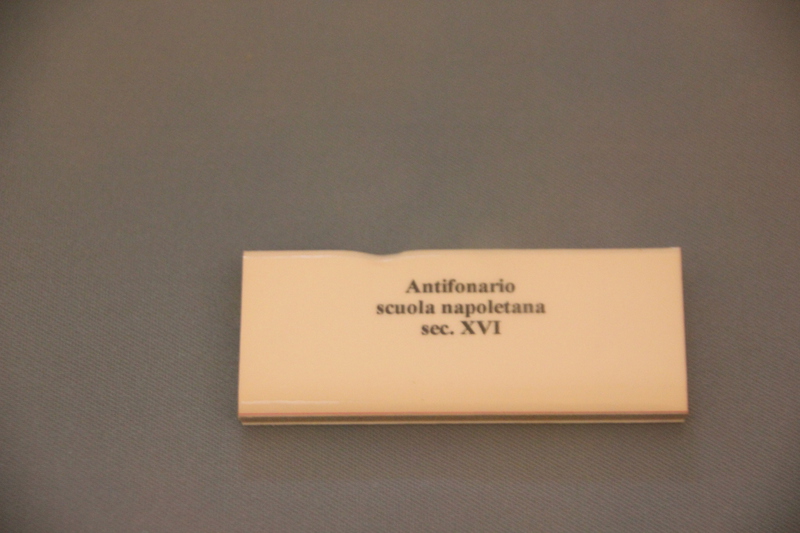 Antifonario
scuola napoletana
sec. XVI